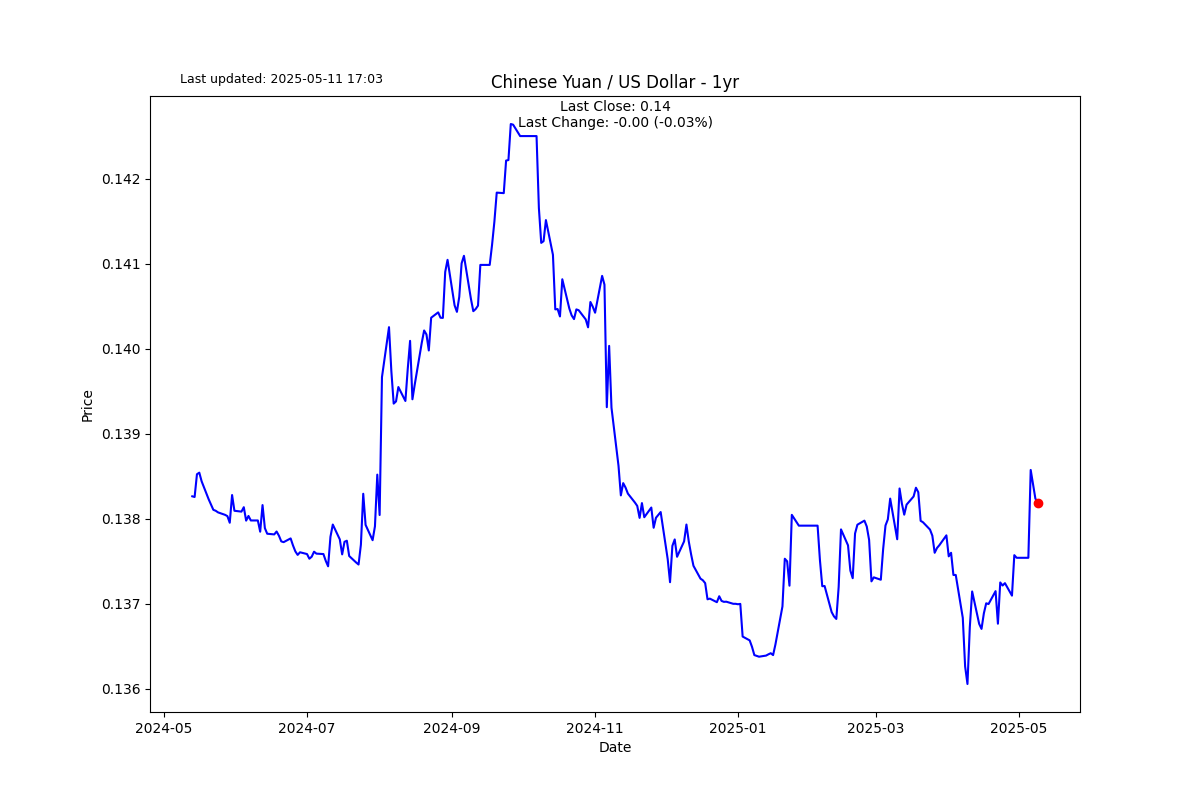 Last updated: 2025-05-11 17:03
Chinese Yuan / US Dollar - 1yr
Last Close: 0.14
Last Change: -0.00 (-0.03%)
0.142
0.141
0.140
0.139
0.138
0.137
0.136
Price
2024-05 2024-07 2024-09 2024-11 2025-01 2025-03 2025-05
Date